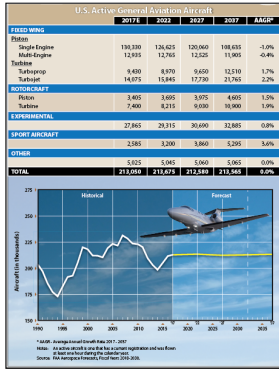 U.S. Active General Aviation Aircraft
2017E 2022 2027 2037 AAGR*
FIXED WING
Piston
Single-Engine 130,330 126,625 120,060 108,635 -1.0%
Multi-Engine 12,935 12,765 12,525 11,905 -0.4%
Turbine
Turboprop 9,430 8,970 9,650 12,510 1.7%
Turbojet 14,075 15,845 17,730 21,765 2.2%
ROTORCRAFT
Piston 3,405 3,695 3,975 4,605 1.5%
Turbine 7,400 8,215 9,030 10,900 1.9%
EXPERIMENTAL
27,865 29,315 30,690 32,885 0.8%
SPORT AIRCRAFT
2,585 3,200 3,860 5,295 3.6%
OTHER
5,025 5,045 5,060 5,065 0.0%
TOTAL 213,050 213,675 212,580 213,565 0.0%
Historical Forecast
Aircraft (in thousands)
275
250
225
200
175
150
1990 1995 2000 2005 2010 2015 2020 2025 2030 2035
* AAGR - Average Annual Growth Rate 2017 - 2037
Notes: An active aircraft is one that has a current registration and was flown
at least one hour during the calendar year.
Source: FAA Aerospace Forecasts, Fiscal Years 2018-2038.